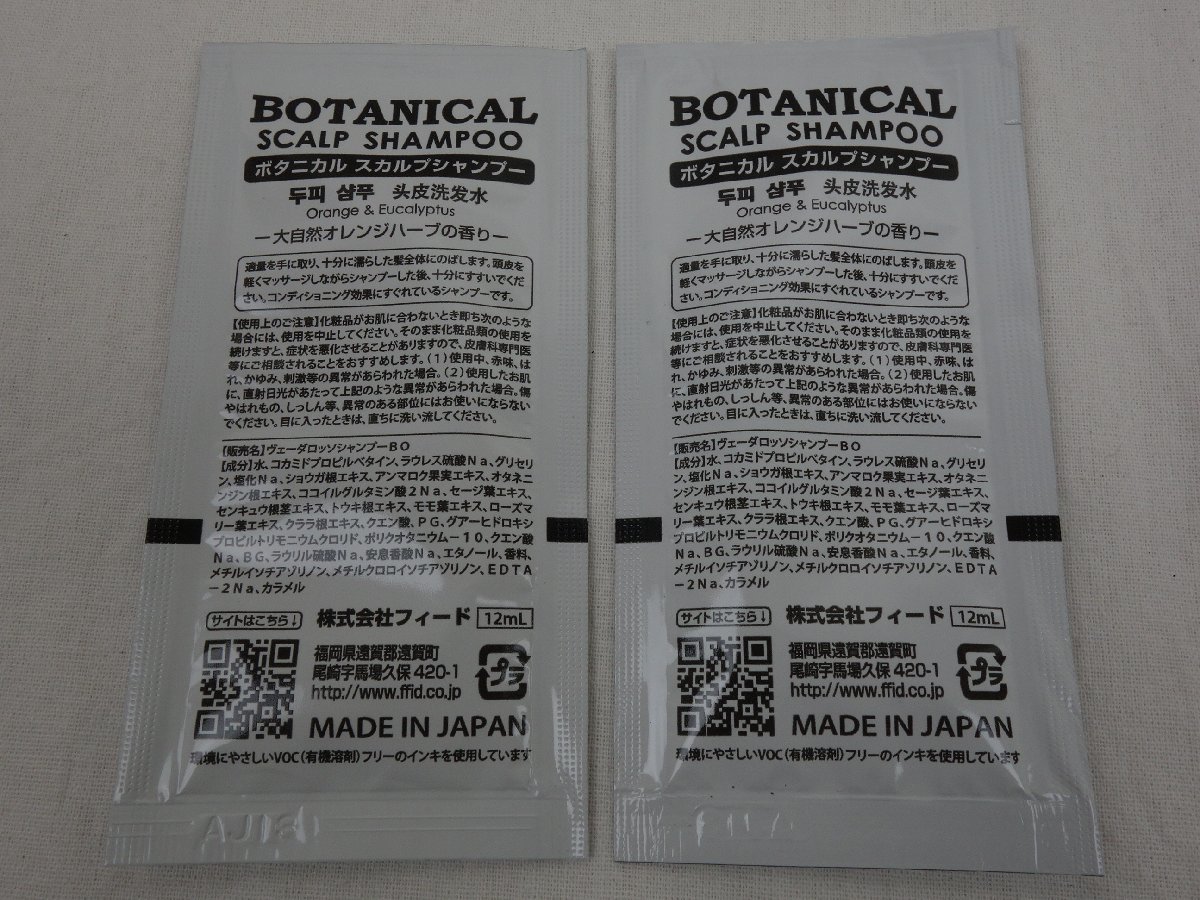 BOTANICAL
SCALP SHAMPOO
ボタニカル スカルプシャンプー
두피 샴푸 头皮洗发水
Orange & Eucalyptus
ー大自然オレンジハーブの香りー
適量を手に取り、十分に濡らした髪全体にのばします。頭皮を
軽くマッサージしながらシャンプーした後、十分にすすいでくだ
さい。コンディショニング効果にすぐれているシャンプーです。
【使用上のご注意】化粧品がお肌に合わないとき即ち次のような
場合には、使用を中止してください。そのまま化粧品類の使用を
続けますと、症状を悪化させることがありますので、皮膚科専門医
等にご相談されることをおすすめします。(1)使用中、赤味、は
れ、かゆみ、刺激等の異常があらわれた場合。(2)使用したお肌
に、直射日光があたって上記のような異常があらわれた場合。傷
やはれもの、しっしん等、異常のある部位にはお使いにならない
でください。目に入ったときは、直ちに洗い流してください。
【販売名】ヴェーダロッソシャンプーBO
【成分】水、コカミドプロピルベタイン、ラウレス硫酸Na、グリセリ
ン、塩化Na、ショウガ根エキス、アンマロク果実エキス、オタネニ
ンジン根エキス、ココイルグルタミン酸2Na、セージ葉エキス、
センキュウ根茎エキス、トウキ根エキス、モモ葉エキス、ローズマ
リー葉エキス、クララ根エキス、クエン酸、PG、グアーヒドロキシ
プロピルトリモニウムクロリド、ポリクオタニウム－10、クエン酸
Na、BG、ラウリル硫酸Na、安息香酸Na、エタノール、香料、
メチルイソチアゾリノン、メチルクロロイソチアゾリノン、EDTA
－2Na、カラメル
サイトはこちら↓ 株式会社フィード 12mL
福岡県遠賀郡遠賀町
尾崎字馬場久保 420-1
http://www.ffid.co.jp
プラ
MADE IN JAPAN
環境にやさしいVOC(有機溶剤)フリーのインキを使用しています
BOTANICAL
SCALP SHAMPOO
ボタニカル スカルプシャンプー
두피 샴푸 头皮洗发水
Orange & Eucalyptus
ー大自然オレンジハーブの香りー
適量を手に取り、十分に濡らした髪全体にのばします。頭皮を
軽くマッサージしながらシャンプーした後、十分にすすいでくだ
さい。コンディショニング効果にすぐれているシャンプーです。
【使用上のご注意】化粧品がお肌に合わないとき即ち次のような
場合には、使用を中止してください。そのまま化粧品類の使用を
続けますと、症状を悪化させることがありますので、皮膚科専門医
等にご相談されることをおすすめします。(1)使用中、赤味、は
れ、かゆみ、刺激等の異常があらわれた場合。(2)使用したお肌
に、直射日光があたって上記のような異常があらわれた場合。傷
やはれもの、しっしん等、異常のある部位にはお使いにならない
でください。目に入ったときは、直ちに洗い流してください。
【販売名】ヴェーダロッソシャンプーBO
【成分】水、コカミドプロピルベタイン、ラウレス硫酸Na、グリセリ
ン、塩化Na、ショウガ根エキス、アンマロク果実エキス、オタネニ
ンジン根エキス、ココイルグルタミン酸2Na、セージ葉エキス、
センキュウ根茎エキス、トウキ根エキス、モモ葉エキス、ローズマ
リー葉エキス、クララ根エキス、クエン酸、PG、グアーヒドロキシ
プロピルトリモニウムクロリド、ポリクオタニウム－10、クエン酸
Na、BG、ラウリル硫酸Na、安息香酸Na、エタノール、香料、
メチルイソチアゾリノン、メチルクロロイソチアゾリノン、EDTA
－2Na、カラメル
サイトはこちら↓ 株式会社フィード 12mL
福岡県遠賀郡遠賀町
尾崎字馬場久保 420-1
http://www.ffid.co.jp
プラ
MADE IN JAPAN
環境にやさしいVOC(有機溶剤)フリーのインキを使用しています